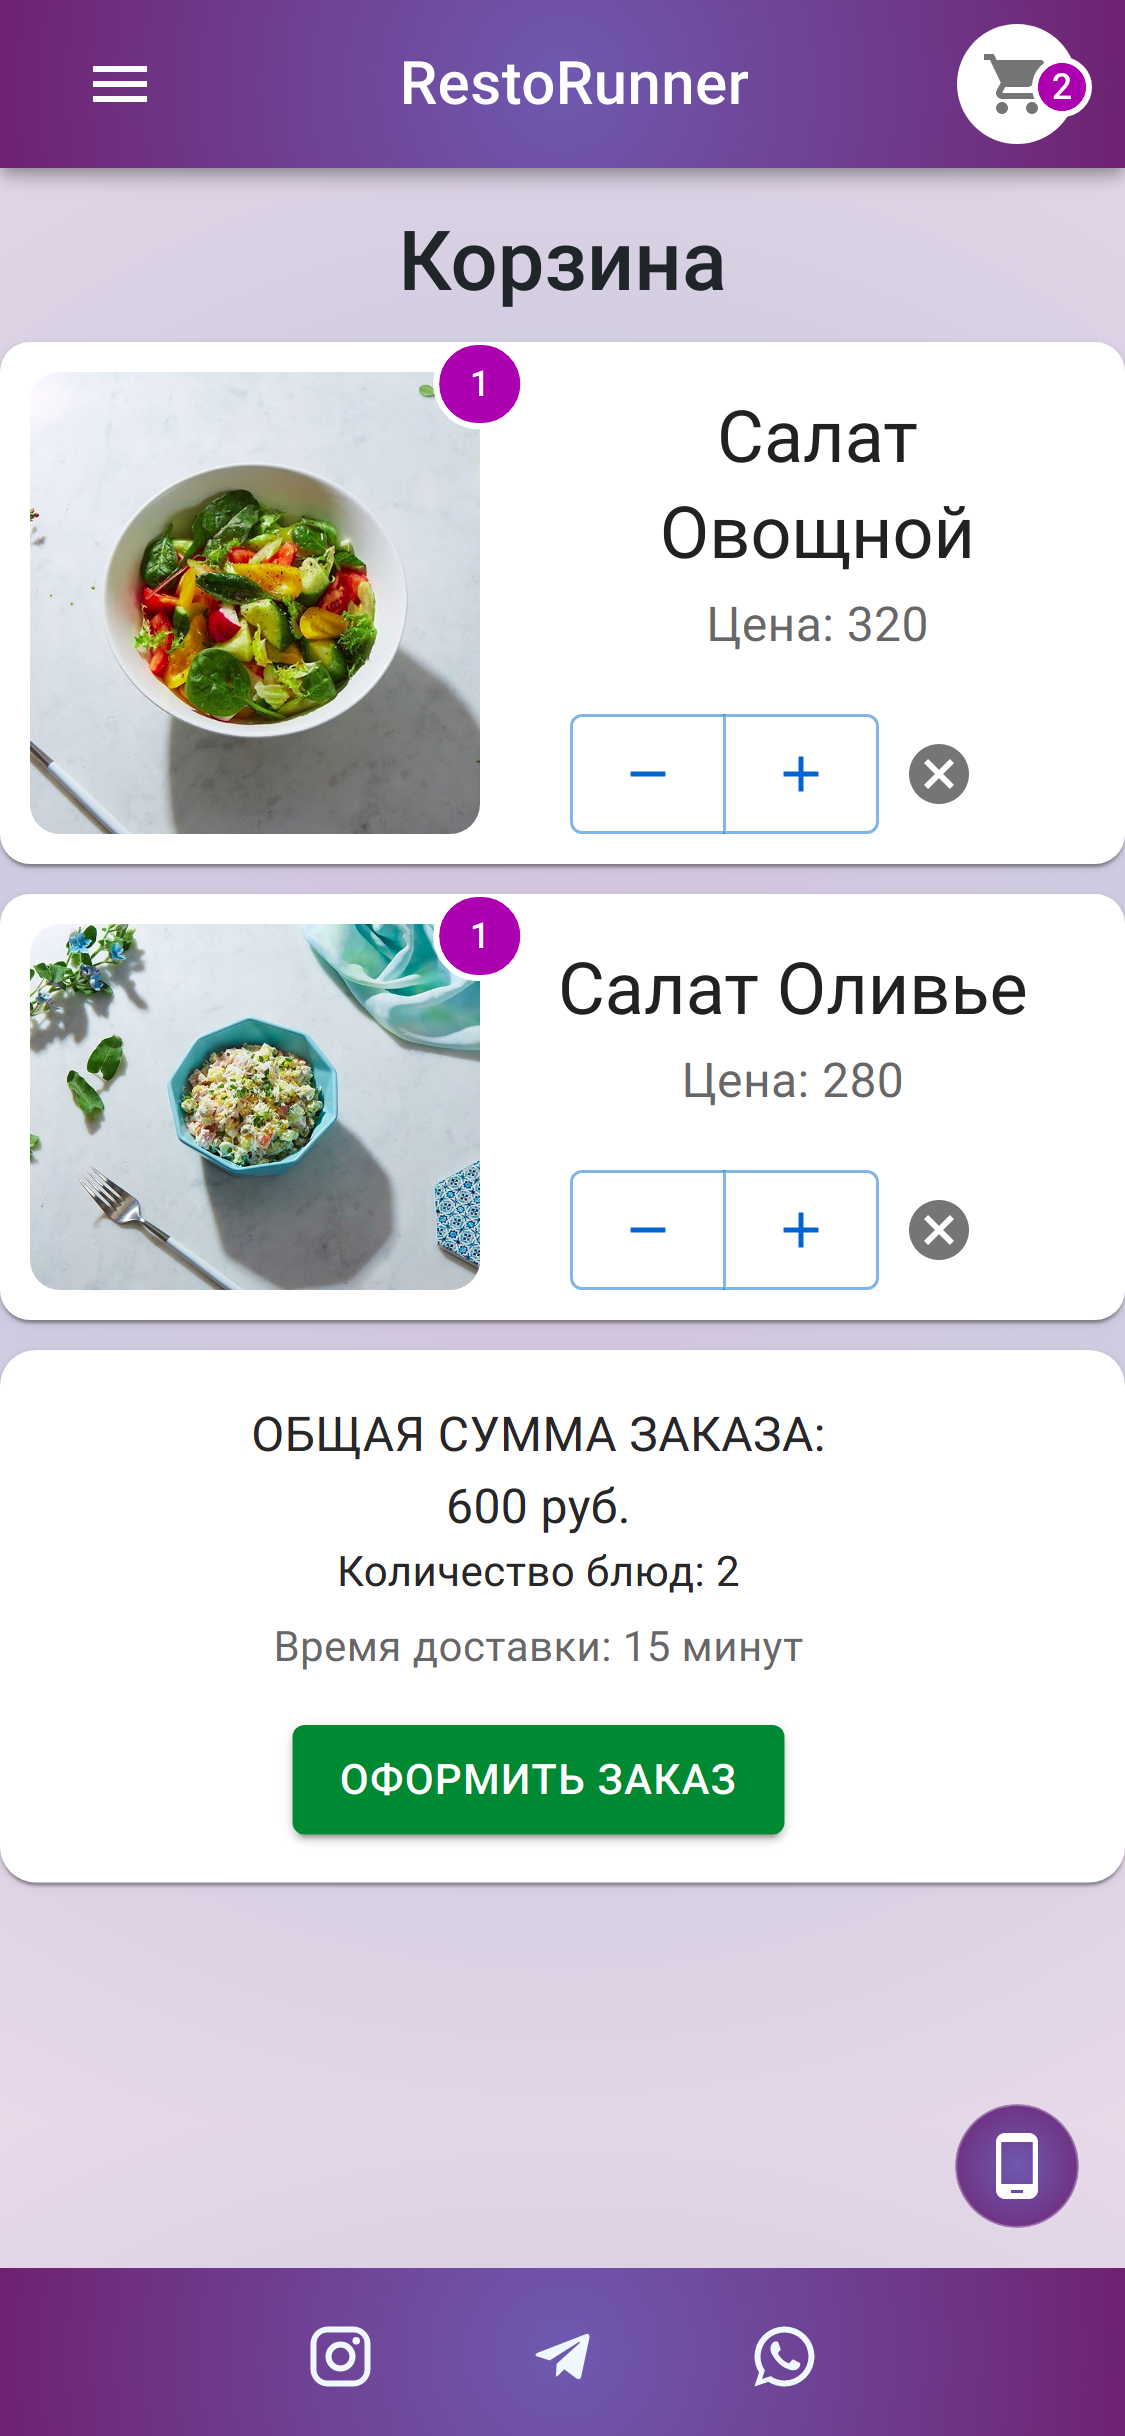 RestoRunner
2
Корзина
1
Салат
Овощной
Цена: 320
1
Салат Оливье
Цена: 280
ОБЩАЯ СУММА ЗАКАЗА:
600 руб.
Количество блюд: 2
Время доставки: 15 минут
ОФОРМИТЬ ЗАКАЗ